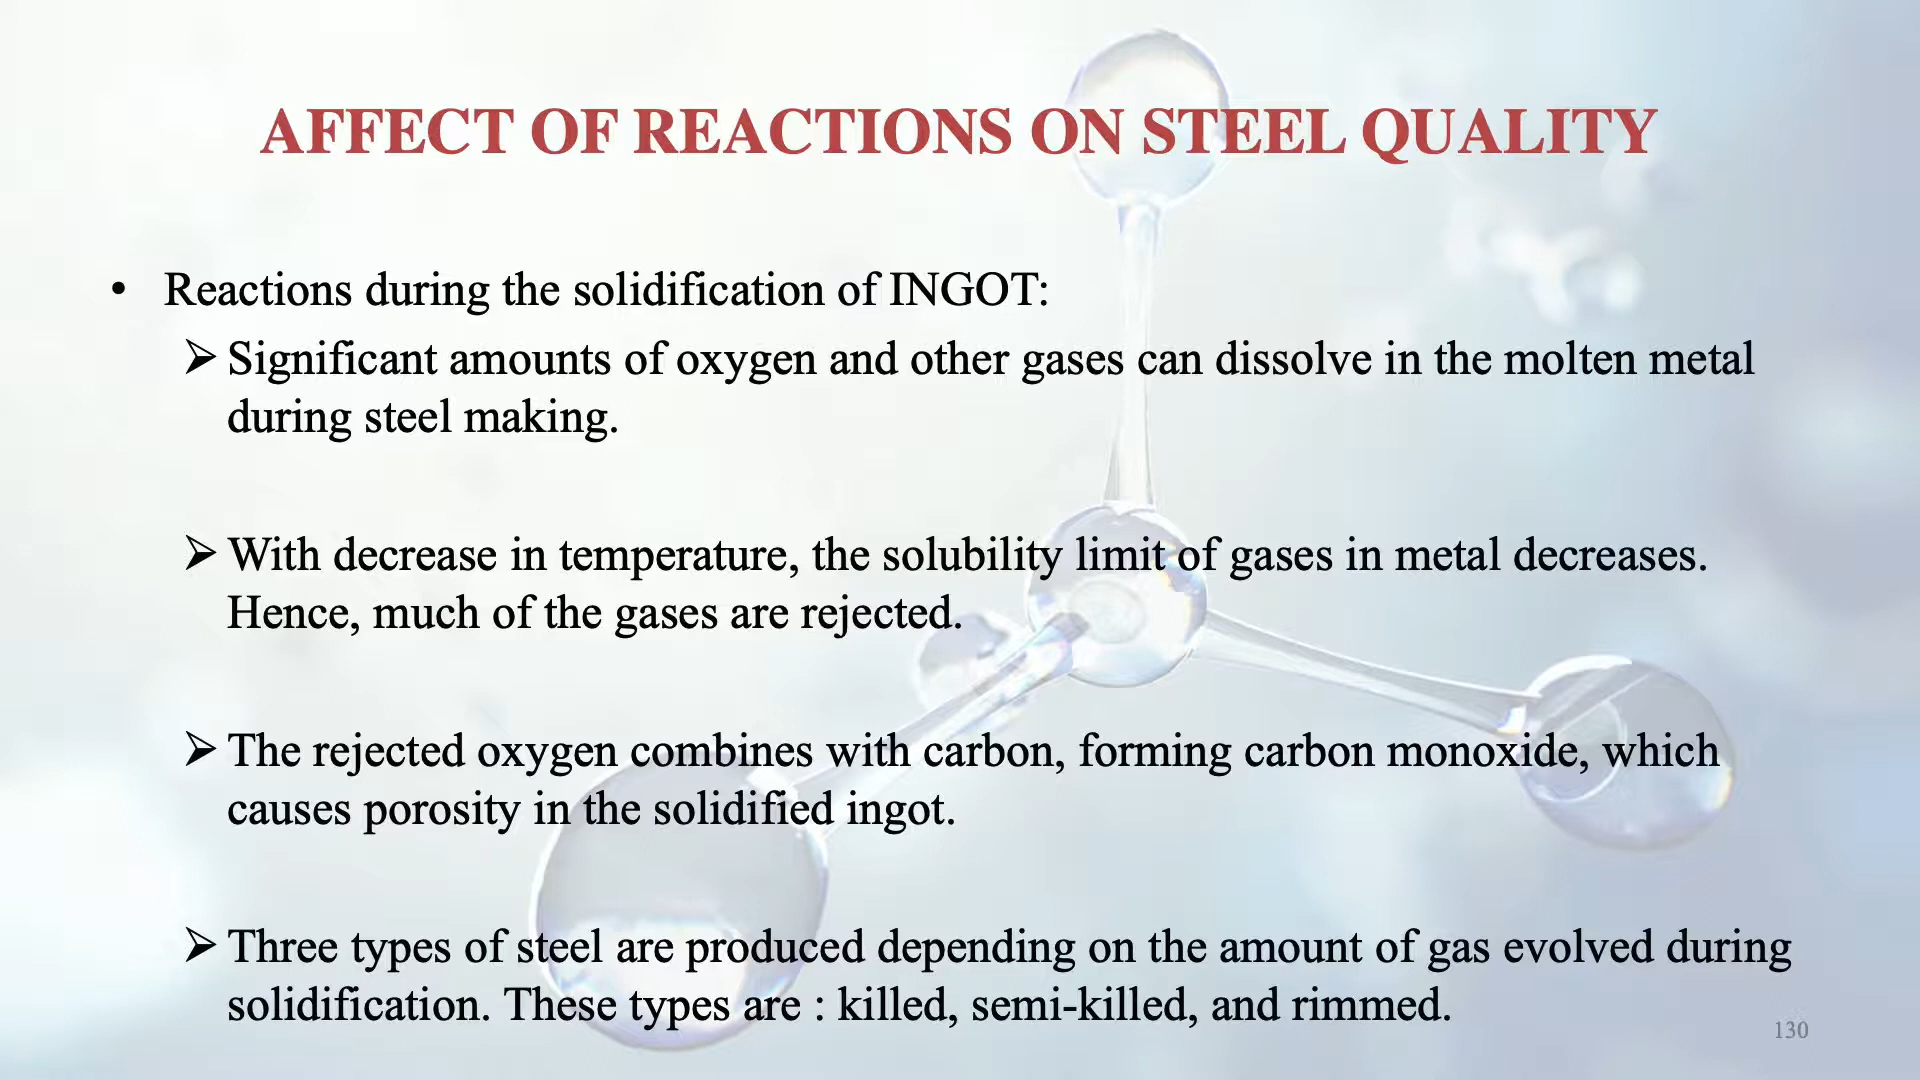 AFFECT OF REACTIONS ON STEEL QUALITY
• Reactions during the solidification of INGOT:
➢ Significant amounts of oxygen and other gases can dissolve in the molten metal
during steel making.
➢ With decrease in temperature, the solubility limit of gases in metal decreases.
Hence, much of the gases are rejected.
➢ The rejected oxygen combines with carbon, forming carbon monoxide, which
causes porosity in the solidified ingot.
➢ Three types of steel are produced depending on the amount of gas evolved during
solidification. These types are : killed, semi-killed, and rimmed.
130